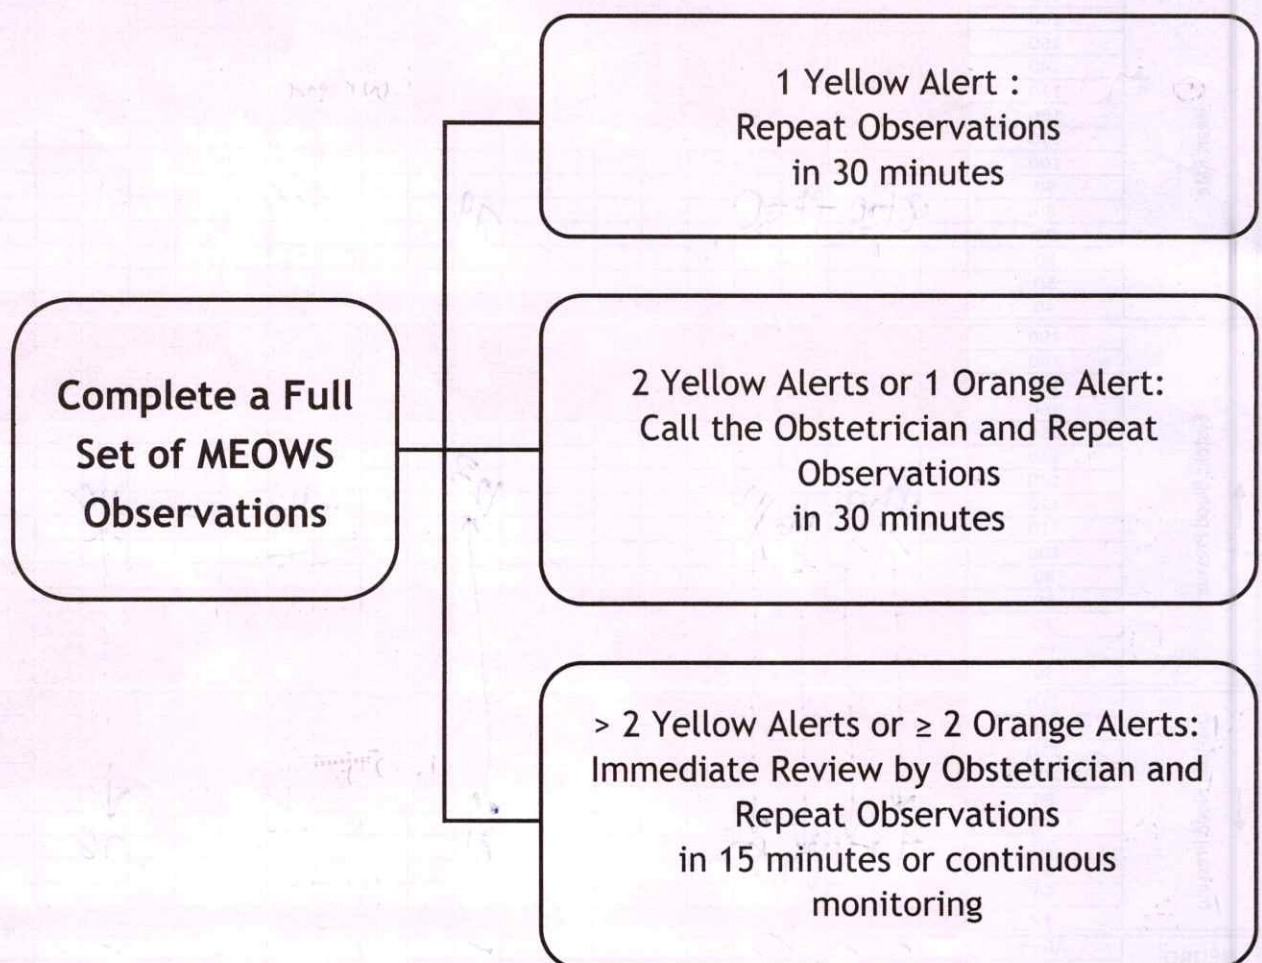 1 Yellow Alert :
Repeat Observations
in 30 minutes
Complete a Full
Set of MEOWS
Observations
2 Yellow Alerts or 1 Orange Alert:
Call the Obstetrician and Repeat
Observations
in 30 minutes
> 2 Yellow Alerts or ≥ 2 Orange Alerts:
Immediate Review by Obstetrician and
Repeat Observations
in 15 minutes or continuous
monitoring